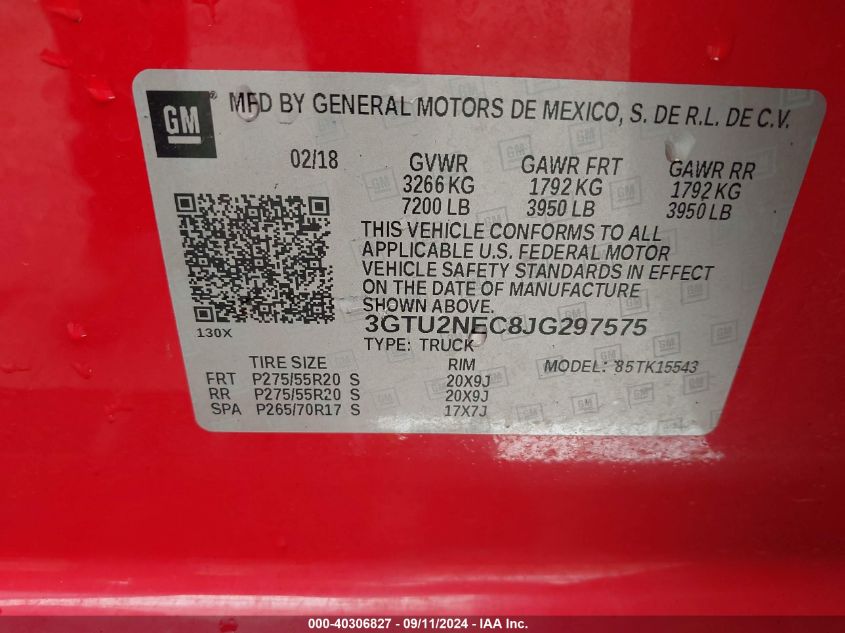 GM ® MFD BY GENERAL MOTORS DE MEXICO, S. DE R.L. DE C.V.
02/18 GVWR GAWR FRT GAWR RR
3266 KG 1792 KG 1792 KG
7200 LB 3950 LB 3950 LB
THIS VEHICLE CONFORMS TO ALL
APPLICABLE U.S. FEDERAL MOTOR
VEHICLE SAFETY STANDARDS IN EFFECT
ON THE DATE OF MANUFACTURE
SHOWN ABOVE.
130X 3GTU2NEC8JG297575
TYPE: TRUCK
TIRE SIZE RIM MODEL: 85TK15543
FRT P275/55R20 S 20X9J
RR P275/55R20 S 20X9J
SPA P265/70R17 S 17X7J
000-40306827 - 09/11/2024 - IAA Inc.